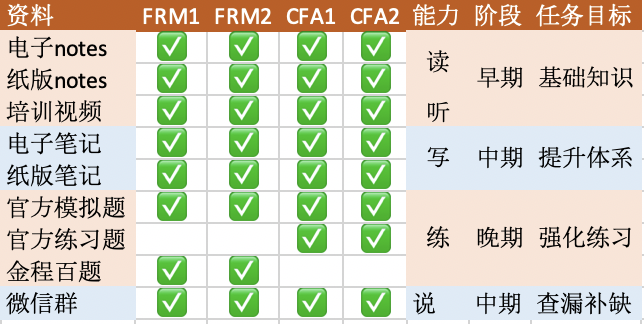 资料 FRM1 FRM2 CFA1 CFA2 能力 阶段 任务目标
电子notes ✅ ✅ ✅ ✅ 读 早期 基础知识
纸版notes ✅ ✅ ✅ ✅
培训视频 ✅ ✅ ✅ ✅ 听
电子笔记 ✅ ✅ ✅ ✅ 写 中期 提升体系
纸版笔记 ✅ ✅ ✅ ✅
官方模拟题 ✅ ✅ ✅ ✅ 练 晚期 强化练习
官方练习题 ✅ ✅
金程百题 ✅ ✅
微信群 ✅ ✅ ✅ ✅ 说 中期 查漏补缺